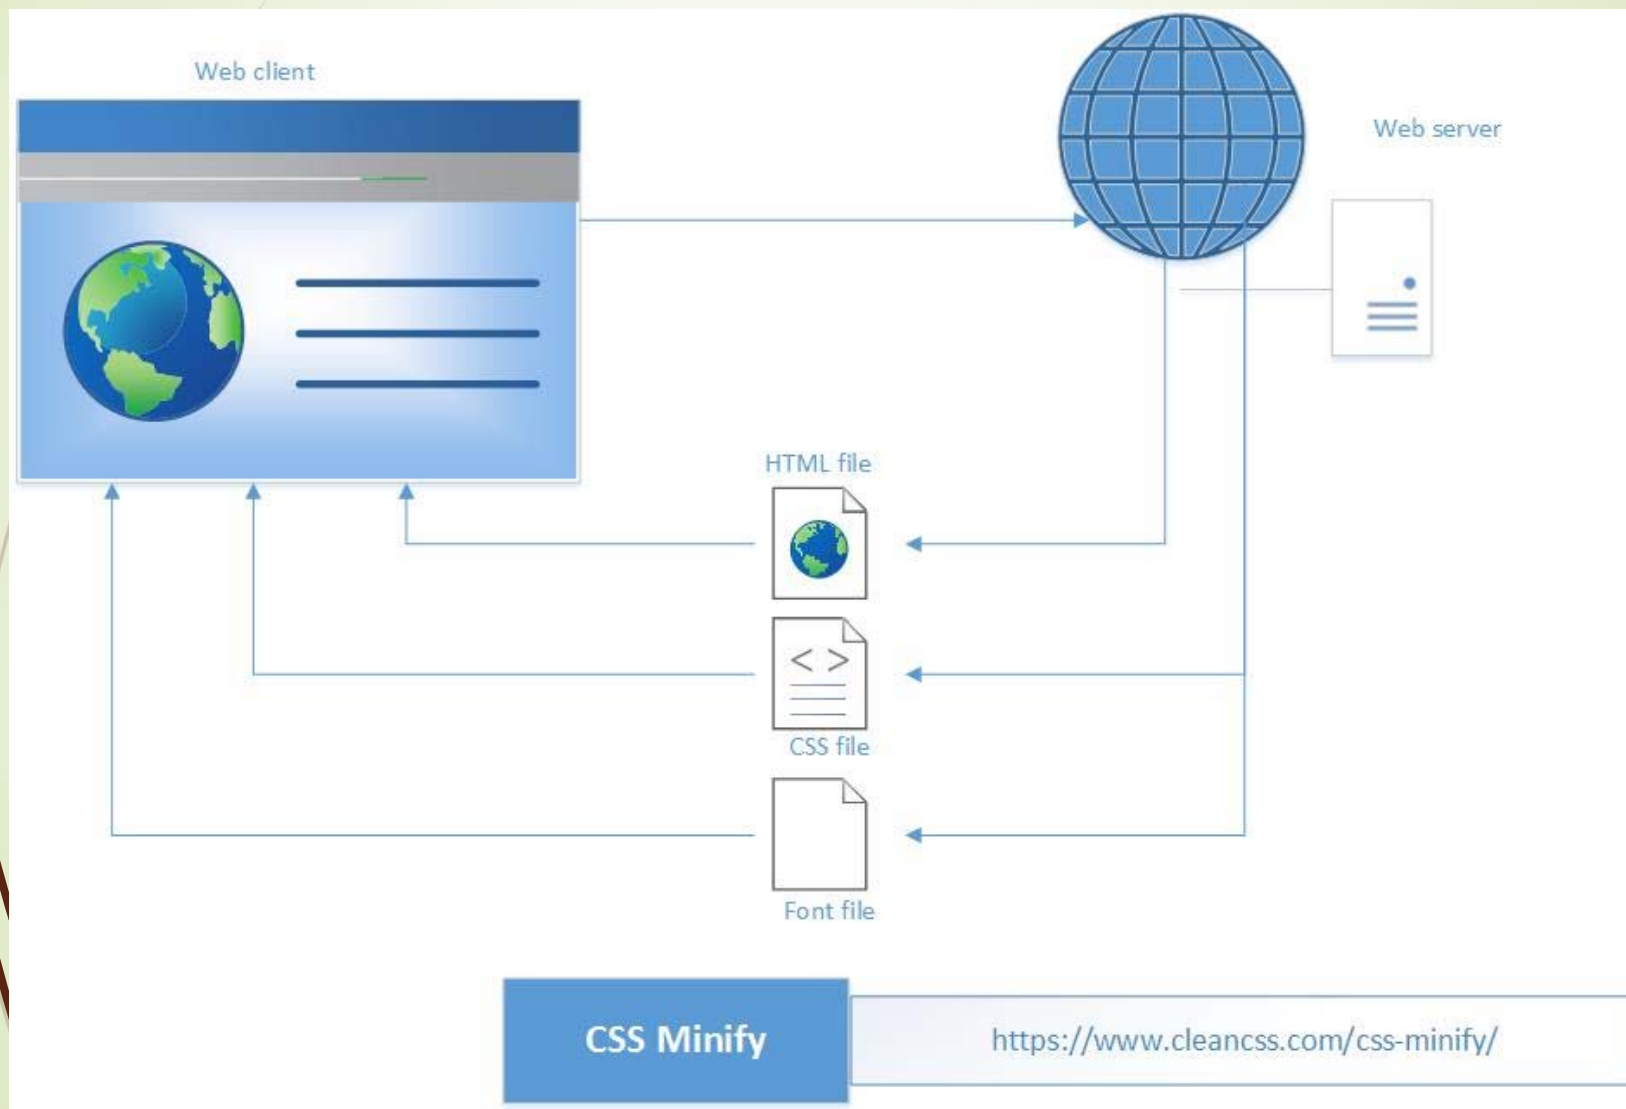 Web client
Web server
HTML file
< >
CSS file
Font file
CSS Minify
https://www.cleancss.com/css-minify/